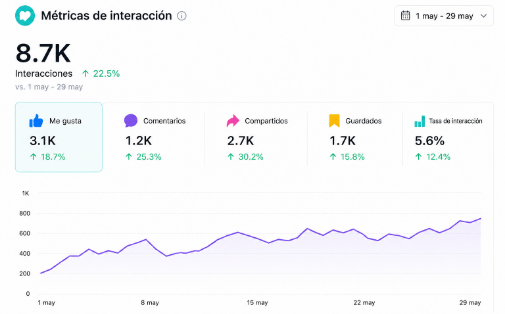 Métricas de interacción
1 may - 29 may
8.7K
Interacciones ↑ 22.5%
vs. 1 may - 29 may
Me gusta
3.1K
↑ 18.7%
Comentarios
1.2K
↑ 25.3%
Compartidos
2.7K
↑ 30.2%
Guardados
1.7K
↑ 15.8%
Tasa de interacción
5.6%
↑ 12.4%
1K
800
600
400
200
0
1 may
8 may
15 may
22 may
29 may